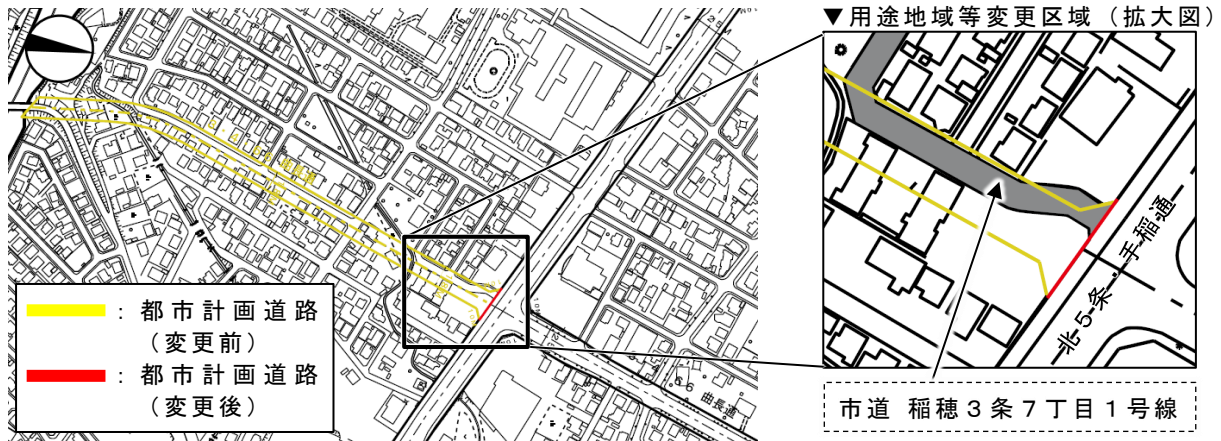 ▼用途地域等変更区域（拡大図）
北５条・手稲通
曲長通
：都市計画道路
（変更前）
：都市計画道路
（変更後）
市道 稲穂３条７丁目１号線